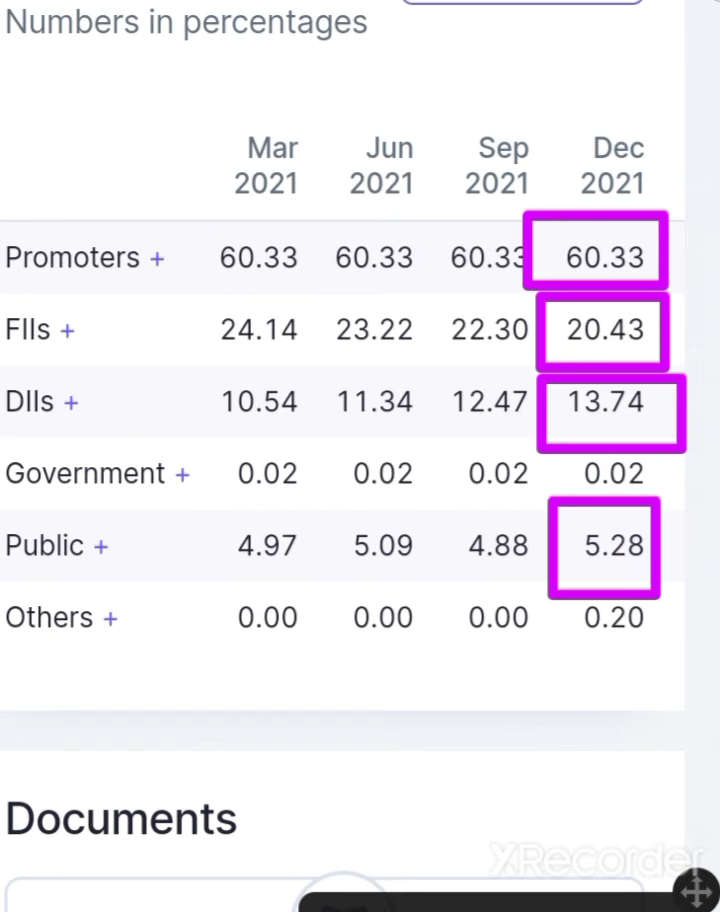 Numbers in percentages
Mar 2021 Jun 2021 Sep 2021 Dec 2021
Promoters + 60.33 60.33 60.33 60.33
FIIs + 24.14 23.22 22.30 20.43
DIIs + 10.54 11.34 12.47 13.74
Government + 0.02 0.02 0.02 0.02
Public + 4.97 5.09 4.88 5.28
Others + 0.00 0.00 0.00 0.20
Documents
XRecorder